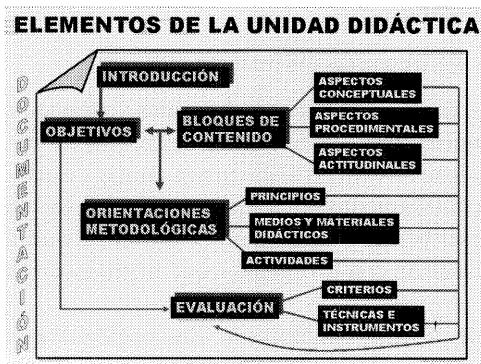 ELEMENTOS DE LA UNIDAD DIDÁCTICA
DOCUMENTACIÓN
INTRODUCCIÓN
OBJETIVOS
BLOQUES DE
CONTENIDO
ASPECTOS
CONCEPTUALES
ASPECTOS
PROCEDIMENTALES
ASPECTOS
ACTITUDINALES
ORIENTACIONES
METODOLÓGICAS
PRINCIPIOS
MEDIOS Y MATERIALES
DIDÁCTICOS
ACTIVIDADES
EVALUACIÓN
CRITERIOS
TÉCNICAS E
INSTRUMENTOS